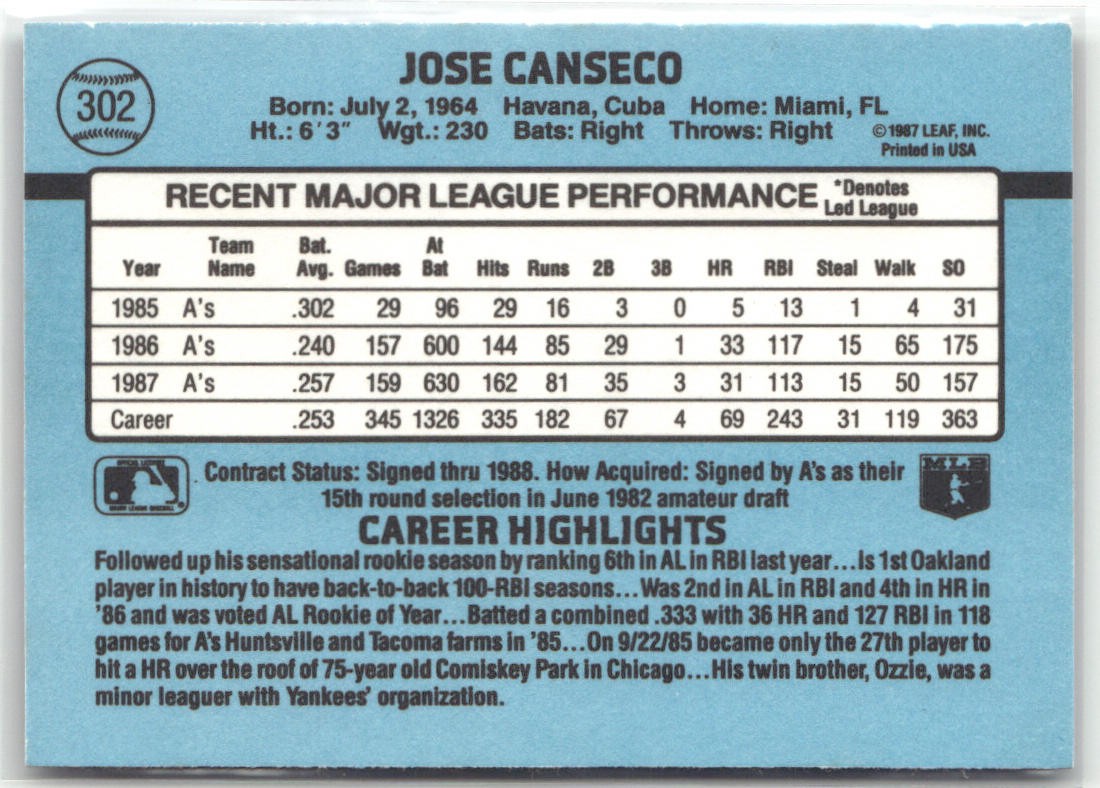 302
JOSE CANSECO
Born: July 2, 1964 Havana, Cuba Home: Miami, FL
Ht.: 6'3" Wgt.: 230 Bats: Right Throws: Right
©1987 LEAF, INC.
Printed in USA
RECENT MAJOR LEAGUE PERFORMANCE
*Denotes
Led League
Year Team Name Bat. Avg. Games At Bat Hits Runs 2B 3B HR RBI Steal Walk SO
1985 A's .302 29 96 29 16 3 0 5 13 1 4 31
1986 A's .240 157 600 144 85 29 1 33 117 15 65 175
1987 A's .257 159 630 162 81 35 3 31 113 15 50 157
Career .253 345 1326 335 182 67 4 69 243 31 119 363
OFFICIAL LICENSEE
MAJOR LEAGUE BASEBALL
Contract Status: Signed thru 1988. How Acquired: Signed by A's as their
15th round selection in June 1982 amateur draft
MLB
CAREER HIGHLIGHTS
Followed up his sensational rookie season by ranking 6th in AL in RBI last year...Is 1st Oakland
player in history to have back-to-back 100-RBI seasons...Was 2nd in AL in RBI and 4th in HR in
'86 and was voted AL Rookie of Year...Batted a combined .333 with 36 HR and 127 RBI in 118
games for A's Huntsville and Tacoma farms in '85...On 9/22/85 became only the 27th player to
hit a HR over the roof of 75-year old Comiskey Park in Chicago...His twin brother, Ozzie, was a
minor leaguer with Yankees' organization.